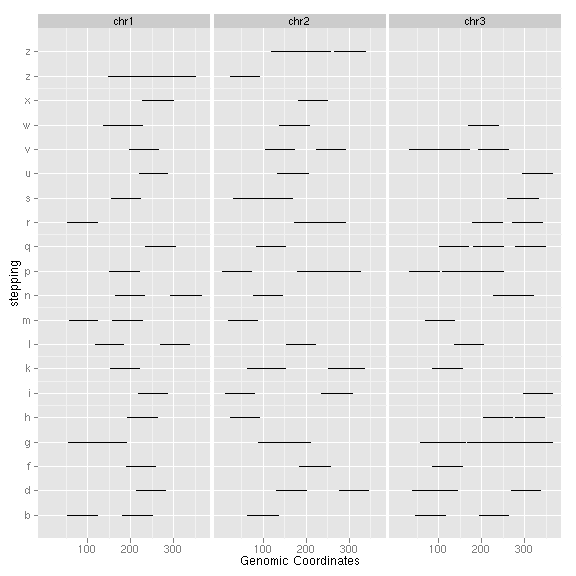 chr1 chr2 chr3
z
z
x
w
v
u
s
r
q
p
n
m
l
k
i
h
g
f
d
b
stepping
100 200 300 100 200 300 100 200 300
Genomic Coordinates